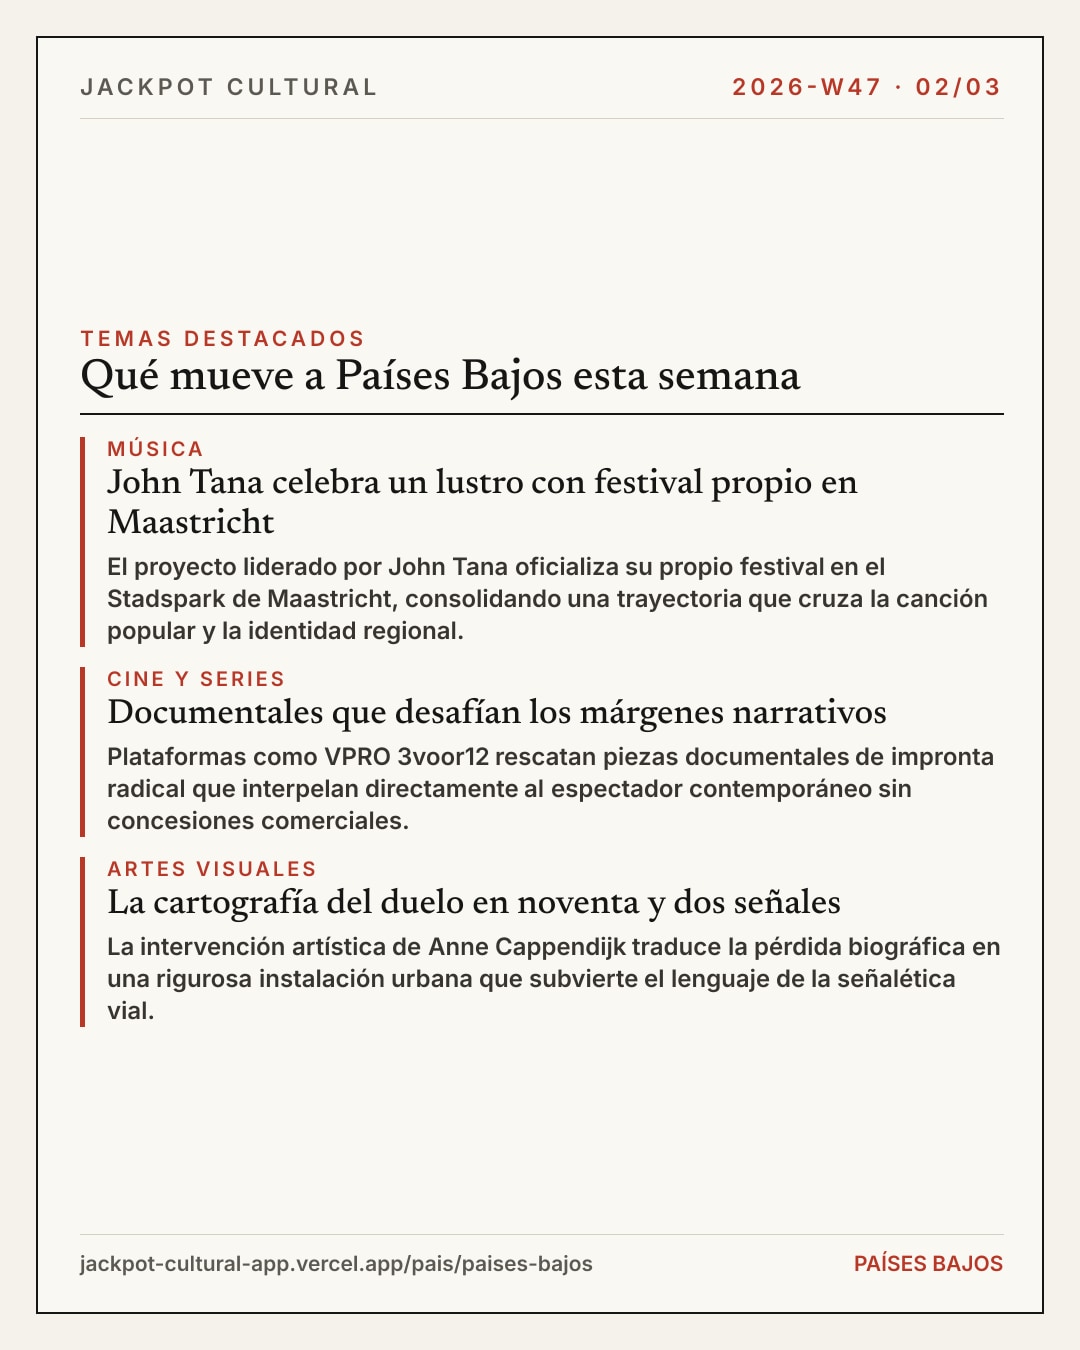 JACKPOT CULTURAL
2026-W47 · 02/03
TEMAS DESTACADOS
Qué mueve a Países Bajos esta semana
MÚSICA
John Tana celebra un lustro con festival propio en
Maastricht
El proyecto liderado por John Tana oficializa su propio festival en el
Stadspark de Maastricht, consolidando una trayectoria que cruza la canción
popular y la identidad regional.
CINE Y SERIES
Documentales que desafían los márgenes narrativos
Plataformas como VPRO 3voor12 rescatan piezas documentales de impronta
radical que interpelan directamente al espectador contemporáneo sin
concesiones comerciales.
ARTES VISUALES
La cartografía del duelo en noventa y dos señales
La intervención artística de Anne Cappendijk traduce la pérdida biográfica en
una rigurosa instalación urbana que subvierte el lenguaje de la señalética
vial.
jackpot-cultural-app.vercel.app/pais/paises-bajos
PAÍSES BAJOS